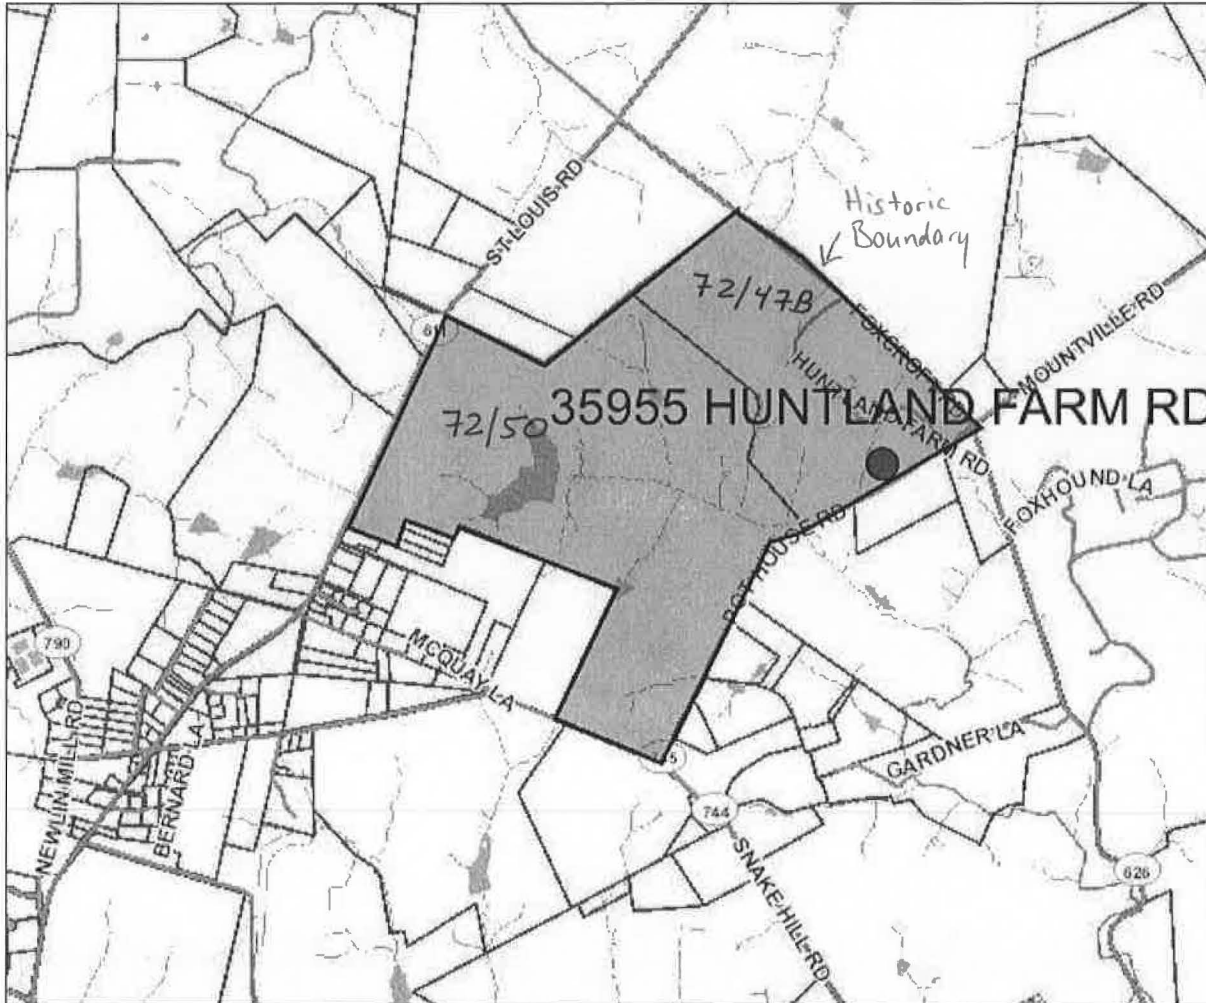 ST LOUIS RD
Historic
Boundary
72/47B
FOXCROFT
MOUNTVILLE RD
HUNTLAND FARM RD
35955 HUNTLAND FARM RD
72/50
FOXHOUND LA
POT HOUSE RD
790
MCQUAY LA
GARDNER LA
NEWLIN MILL RD
BERNARD LA
744
SNAKE HILL RD
626